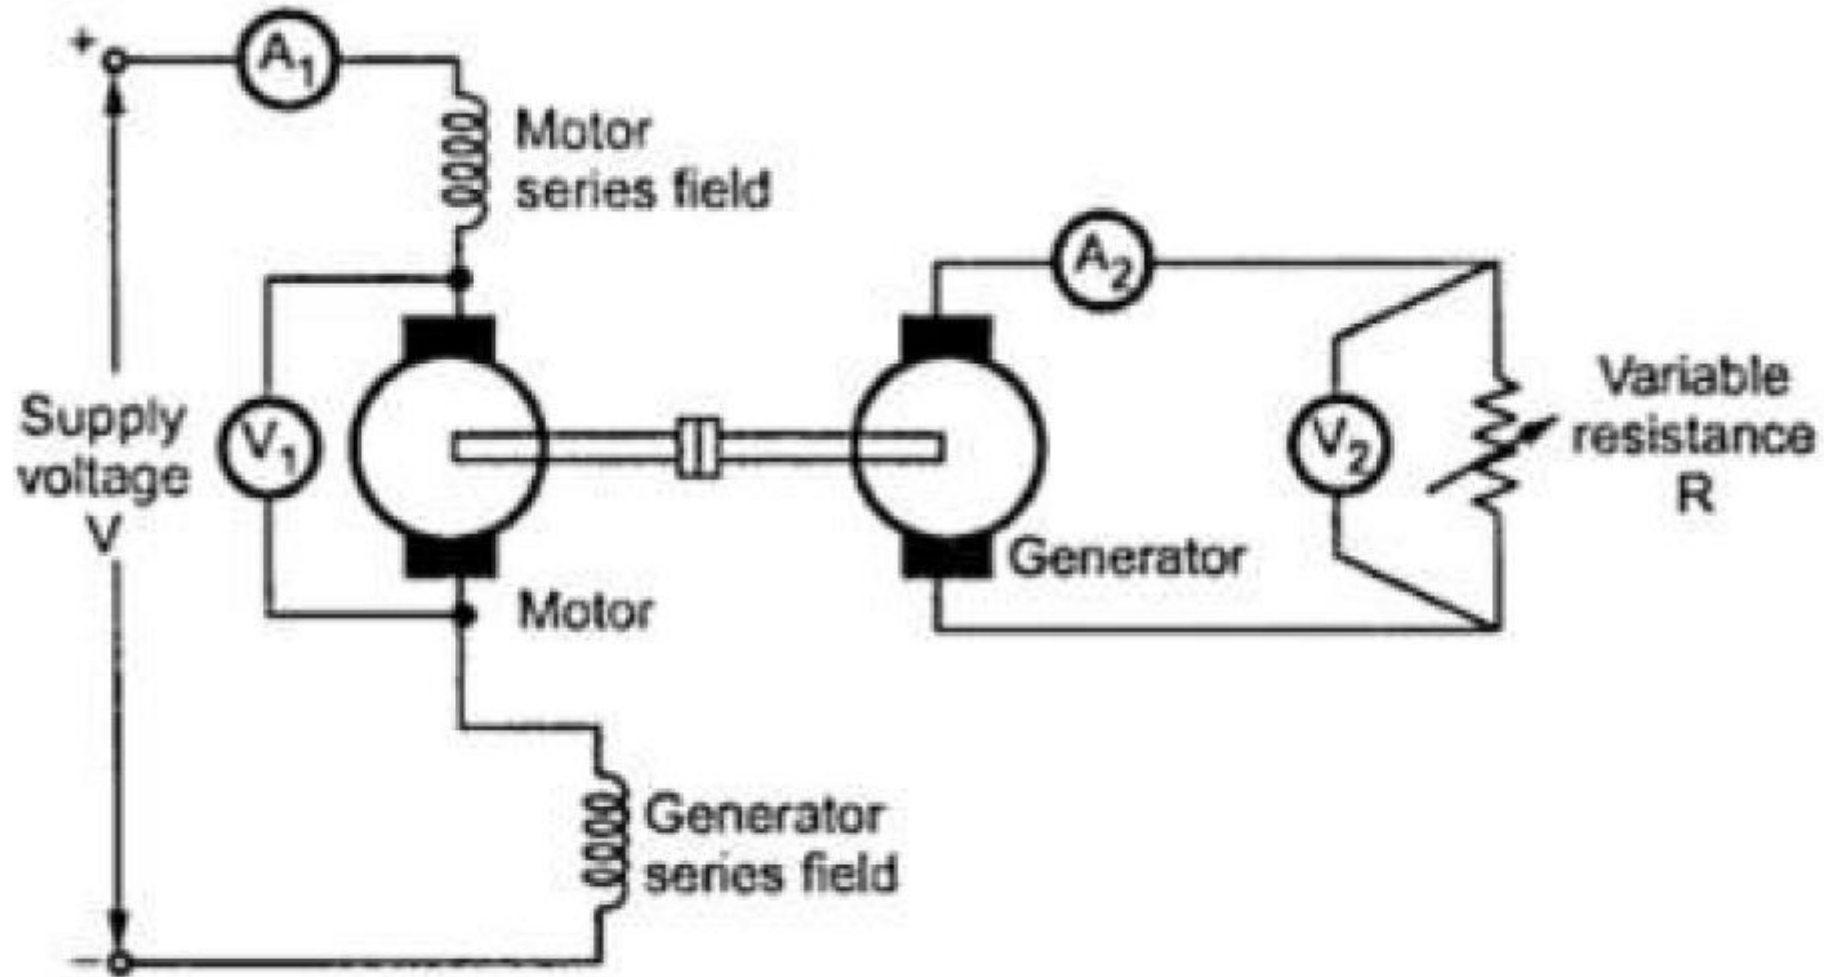 +
A1
Motor
series field
A2
Supply
voltage
V
V1
V2
Variable
resistance
R
Generator
Motor
Generator
series field
–